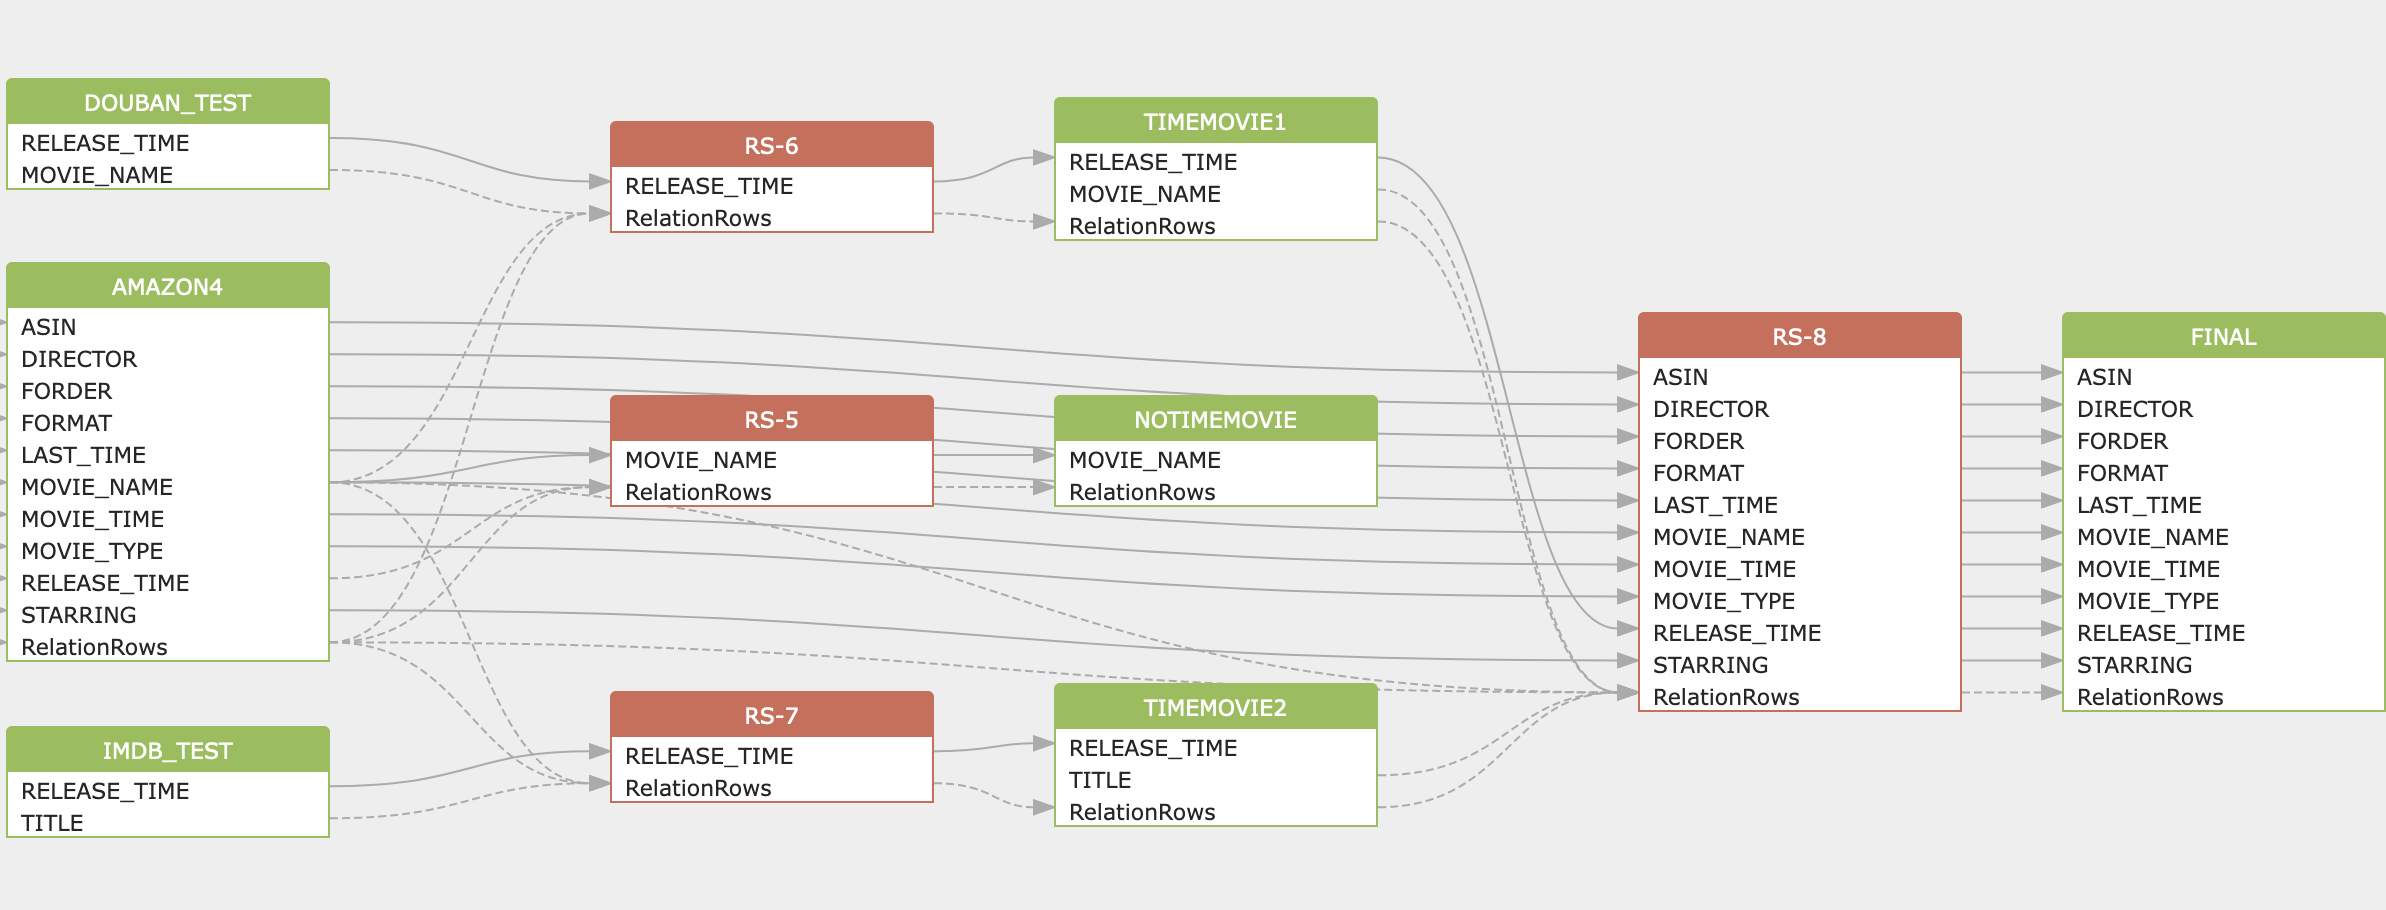 DOUBAN_TEST
RELEASE_TIME
MOVIE_NAME
AMAZON4
ASIN
DIRECTOR
FORDER
FORMAT
LAST_TIME
MOVIE_NAME
MOVIE_TIME
MOVIE_TYPE
RELEASE_TIME
STARRING
RelationRows
IMDB_TEST
RELEASE_TIME
TITLE
RS-6
RELEASE_TIME
RelationRows
RS-5
MOVIE_NAME
RelationRows
RS-7
RELEASE_TIME
RelationRows
TIMEMOVIE1
RELEASE_TIME
MOVIE_NAME
RelationRows
NOTIMEMOVIE
MOVIE_NAME
RelationRows
TIMEMOVIE2
RELEASE_TIME
TITLE
RelationRows
RS-8
ASIN
DIRECTOR
FORDER
FORMAT
LAST_TIME
MOVIE_NAME
MOVIE_TIME
MOVIE_TYPE
RELEASE_TIME
STARRING
RelationRows
FINAL
ASIN
DIRECTOR
FORDER
FORMAT
LAST_TIME
MOVIE_NAME
MOVIE_TIME
MOVIE_TYPE
RELEASE_TIME
STARRING
RelationRows